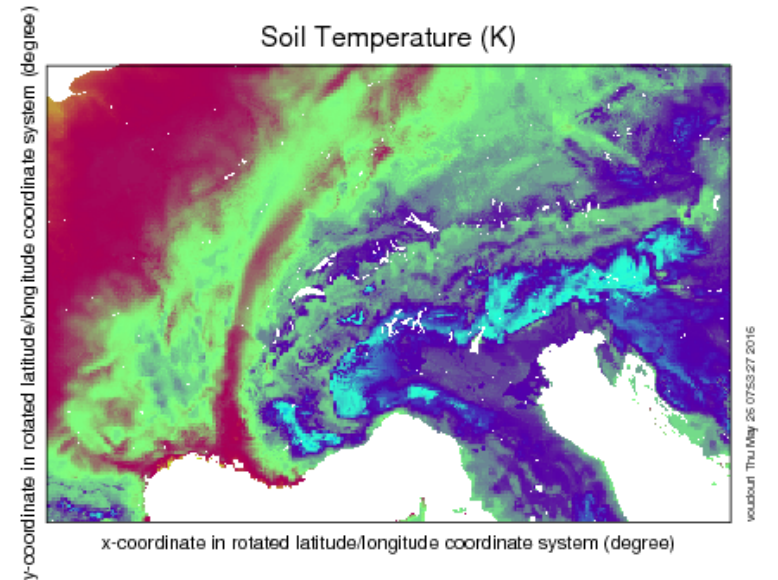 Soil Temperature (K)
y-coordinate in rotated latitude/longitude coordinate system (degree)
x-coordinate in rotated latitude/longitude coordinate system (degree)
voudouri Thu May 26 07:53:27 2016